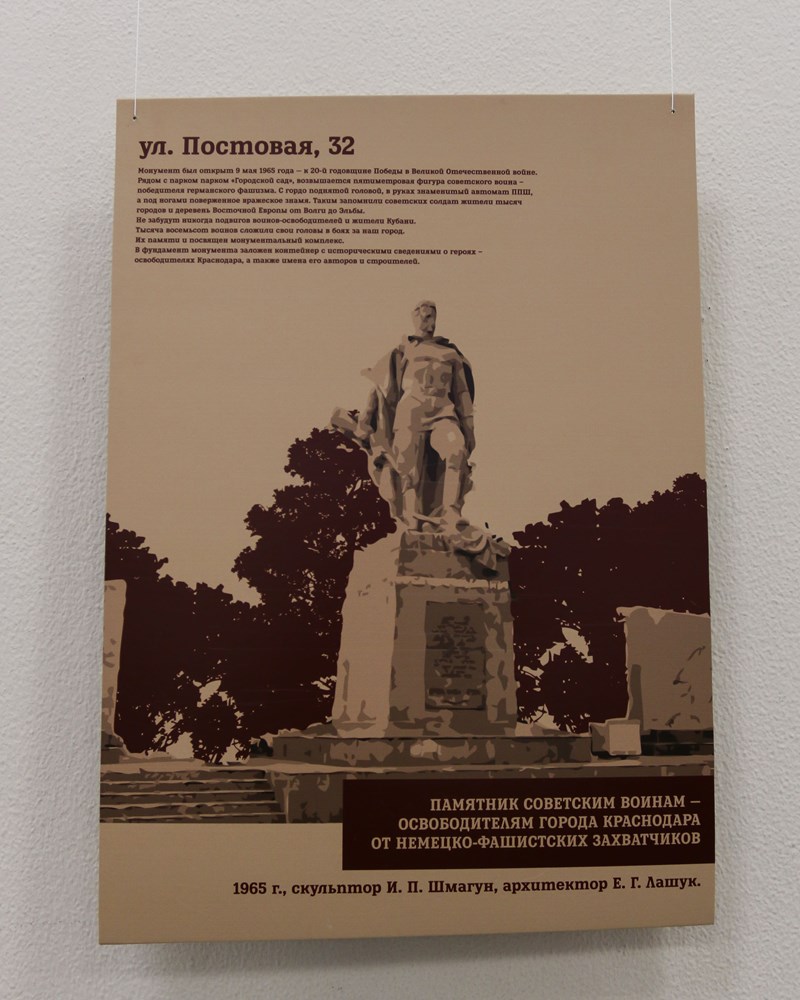 ул. Постовая, 32
Монумент был открыт 9 мая 1965 года – к 20-й годовщине Победы в Великой Отечественной войне.
Рядом с парком парком «Городской сад», возвышается пятиметровая фигура советского воина –
победителя германского фашизма. С гордо поднятой головой, в руках знаменитый автомат ППШ,
а под ногами поверженное вражеское знамя. Таким запомнили советских солдат жители тысяч
городов и деревень Восточной Европы от Волги до Эльбы.
Не забудут никогда подвигов воинов-освободителей и жители Кубани.
Тысяча восемьсот воинов сложили свои головы в боях за наш город.
Их памяти и посвящен монументальный комплекс.
В фундамент монумента заложен контейнер с историческими сведениями о героях –
освободителях Краснодара, а также имена его авторов и строителей.
ПАМЯТНИК СОВЕТСКИМ ВОИНАМ –
ОСВОБОДИТЕЛЯМ ГОРОДА КРАСНОДАРА
ОТ НЕМЕЦКО-ФАШИСТСКИХ ЗАХВАТЧИКОВ
1965 г., скульптор И. П. Шмагун, архитектор Е. Г. Лашук.